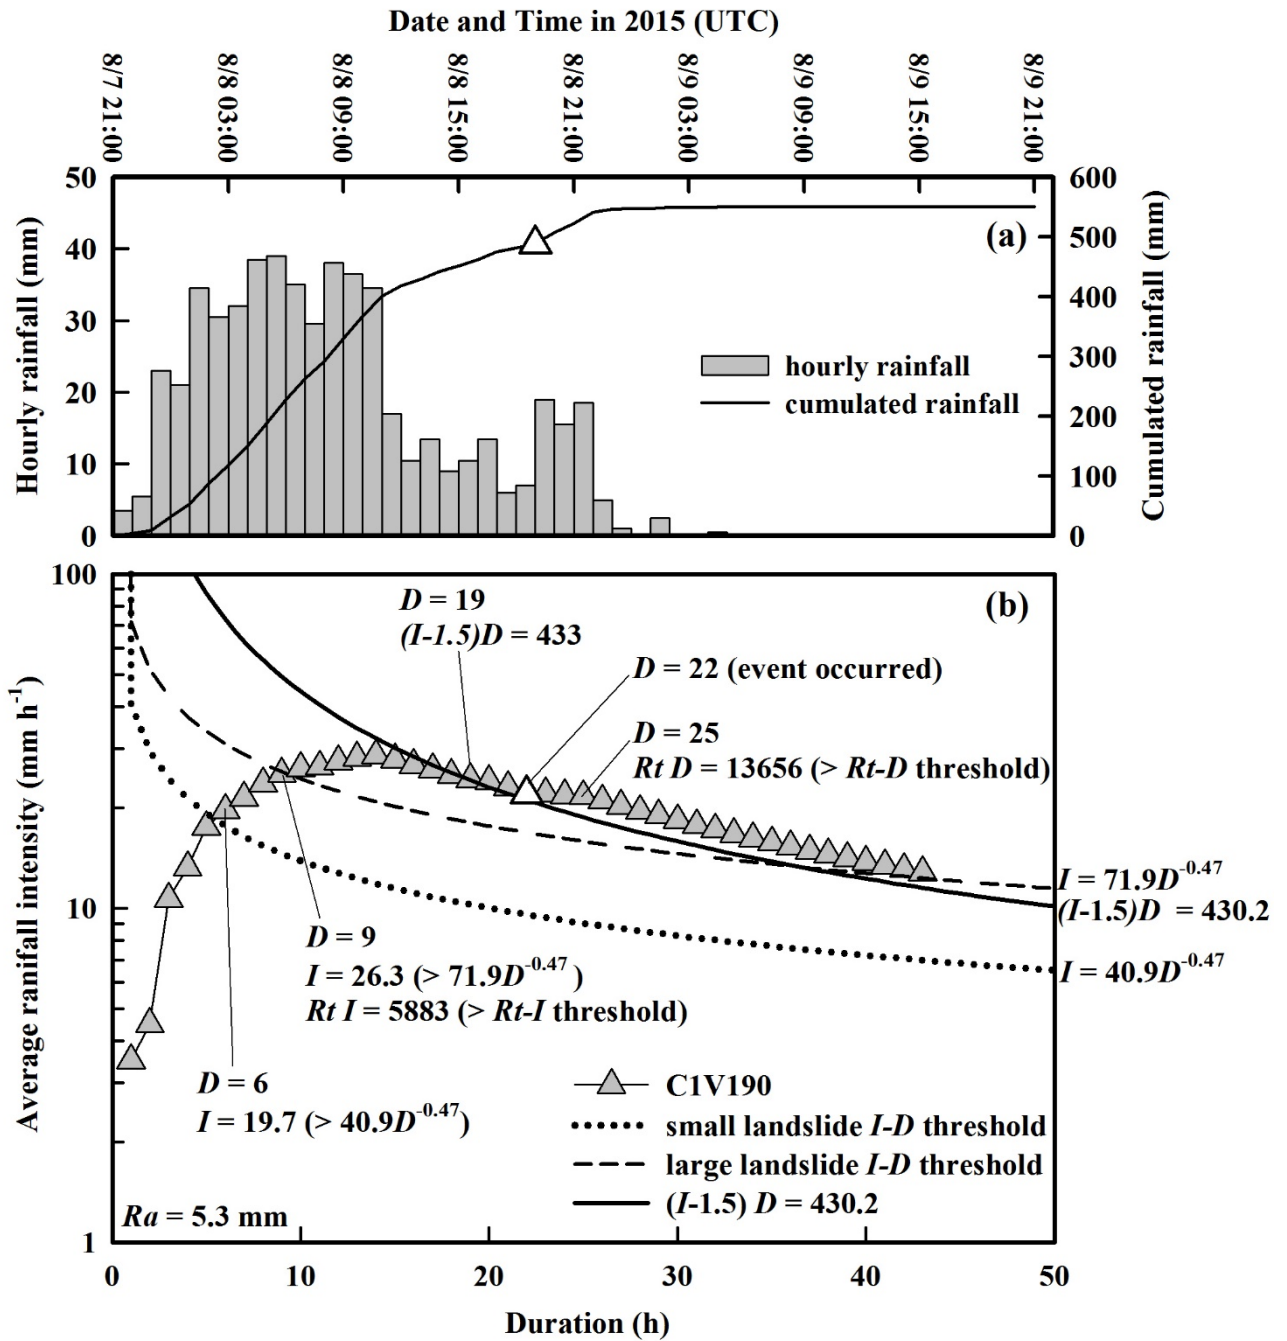 Date and Time in 2015 (UTC)
8/7 21:00
8/8 03:00
8/8 09:00
8/8 15:00
8/8 21:00
8/9 03:00
8/9 09:00
8/9 15:00
8/9 21:00
Hourly rainfall (mm)
50
40
30
20
10
0
(a)
hourly rainfall
cumulated rainfall
600
500
400
300
200
100
0
Cumulated rainfall (mm)
Average ranifall intensity (mm h-1)
100
10
1
(b)
D = 19
(I-1.5)D = 433
D = 22 (event occurred)
D = 25
Rt D = 13656 (> Rt-D threshold)
D = 9
I = 26.3 (> 71.9D-0.47)
Rt I = 5883 (> Rt-I threshold)
D = 6
I = 19.7 (> 40.9D-0.47)
I = 71.9D-0.47
(I-1.5)D = 430.2
I = 40.9D-0.47
C1V190
small landslide I-D threshold
large landslide I-D threshold
(I-1.5) D = 430.2
Ra = 5.3 mm
0
10
20
30
40
50
Duration (h)